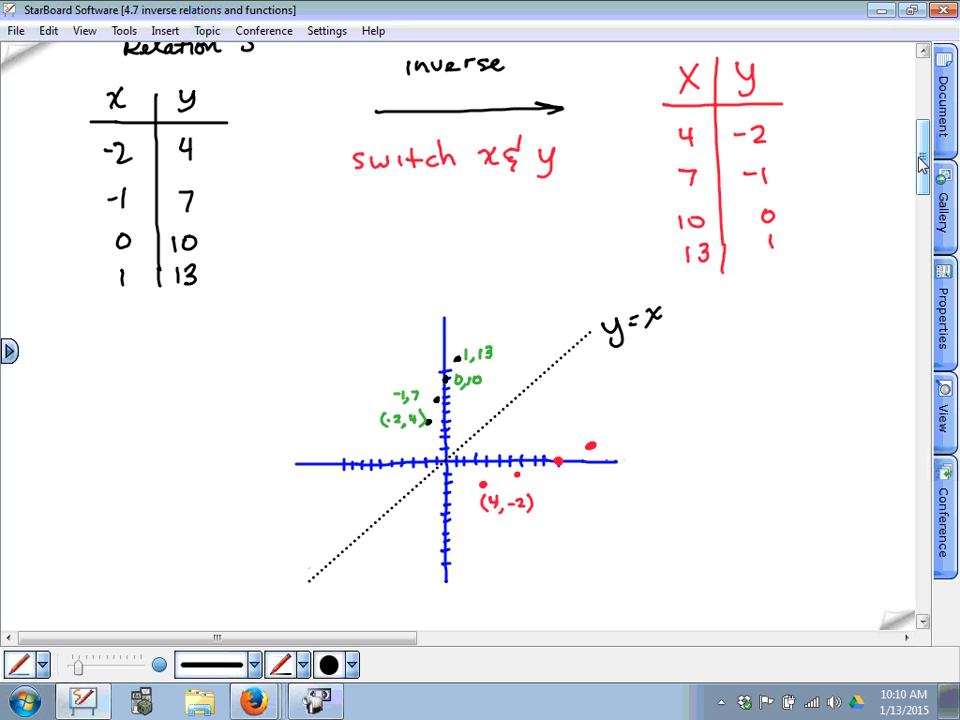 StarBoard Software [4.7 inverse relations and functions]
File Edit View Tools Insert Topic Conference Settings Help
Relation
inverse
x y
-2 4
-1 7
0 10
1 13
switch x & y
X y
4 -2
7 -1
10 0
13 1
y=x
1,13
0,10
-1,7
(-2,4)
(4,-2)
Document
Gallery
Properties
View
Conference
10:10 AM
1/13/2015